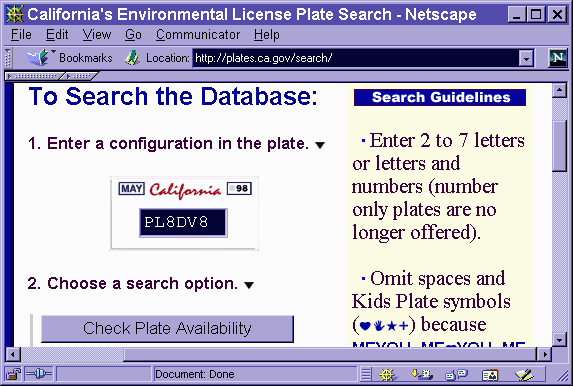 California's Environmental License Plate Search - Netscape
File Edit View Go Communicator Help
Bookmarks Location: http://plates.ca.gov/search/
N
To Search the Database:
1. Enter a configuration in the plate.
MAY California 98
PL8DV8
2. Choose a search option.
Check Plate Availability
Search Guidelines
Enter 2 to 7 letters
or letters and
numbers (number
only plates are no
longer offered).
Omit spaces and
Kids Plate symbols
(♥✋★+) because
Document: Done